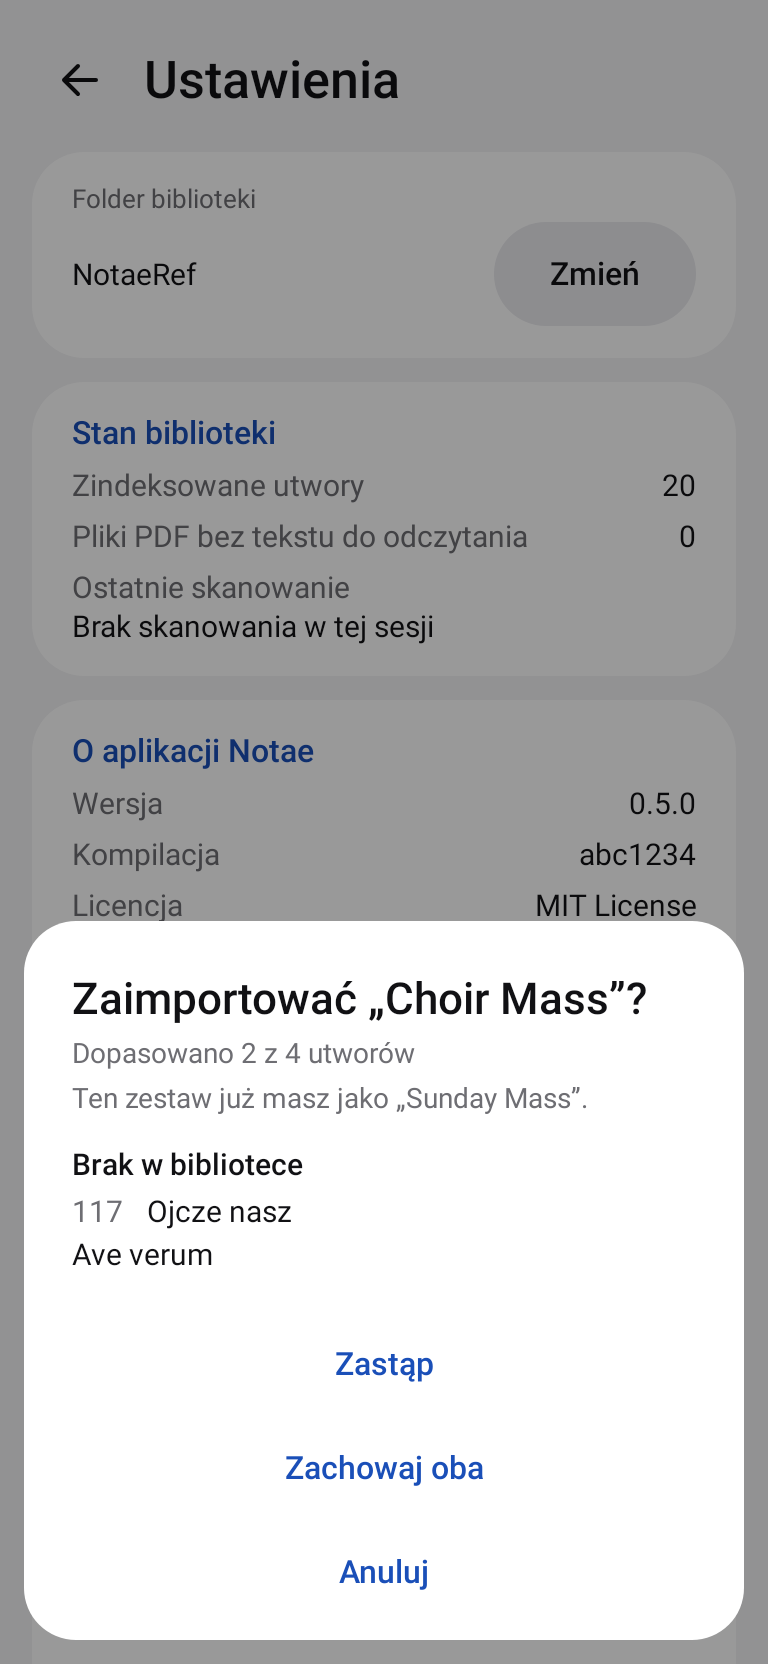 Ustawienia
Folder biblioteki
NotaeRef
Zmień
Stan biblioteki
Zindeksowane utwory 20
Pliki PDF bez tekstu do odczytania 0
Ostatnie skanowanie
Brak skanowania w tej sesji
O aplikacji Notae
Wersja 0.5.0
Kompilacja abc1234
Licencja MIT License
Zaimportować „Choir Mass”?
Dopasowano 2 z 4 utworów
Ten zestaw już masz jako „Sunday Mass”.
Brak w bibliotece
117 Ojcze nasz
Ave verum
Zastąp
Zachowaj oba
Anuluj